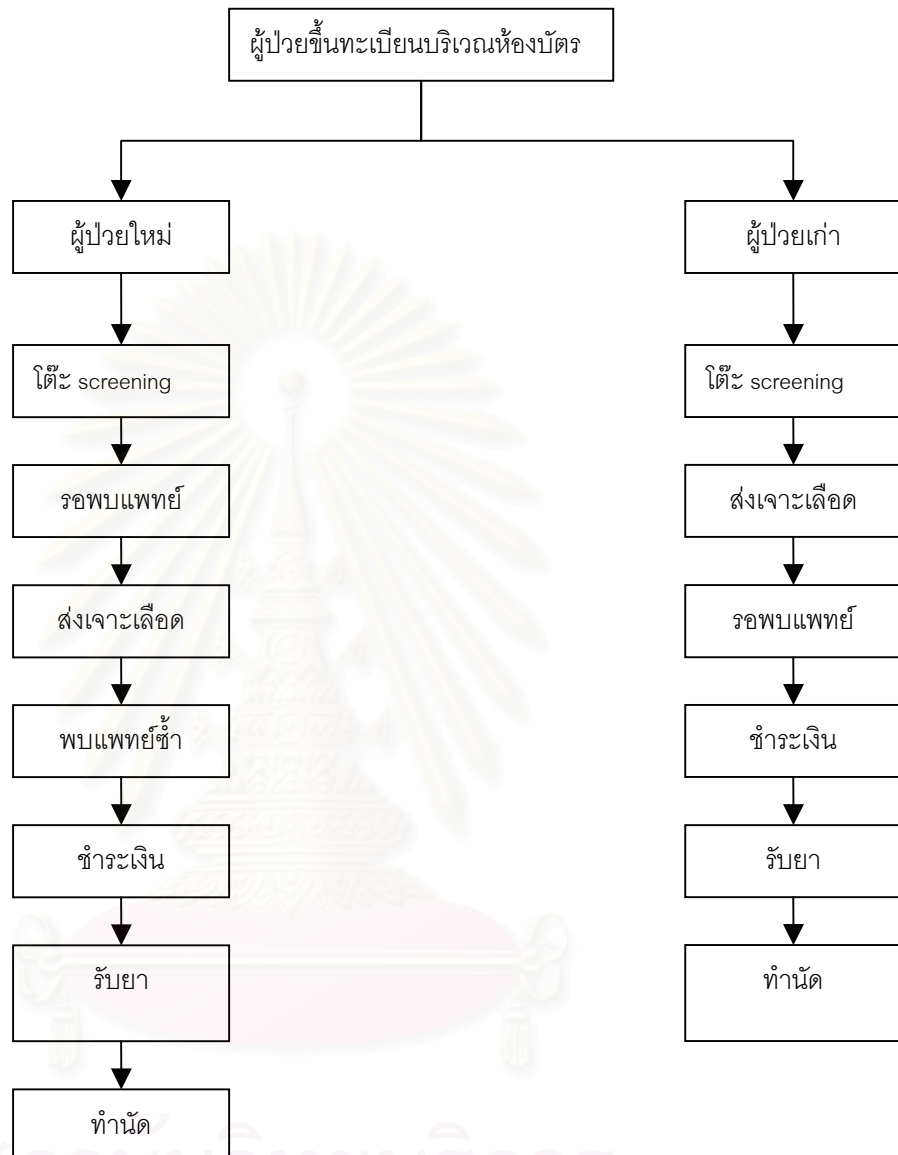 ผู้ป่วยขึ้นทะเบียนบริเวณห้องบัตร
ผู้ป่วยใหม่
โต๊ะ screening
รอพบแพทย์
ส่งเจาะเลือด
พบแพทย์ซ้ำ
ชำระเงิน
รับยา
ทำนัด
ผู้ป่วยเก่า
โต๊ะ screening
ส่งเจาะเลือด
รอพบแพทย์
ชำระเงิน
รับยา
ทำนัด